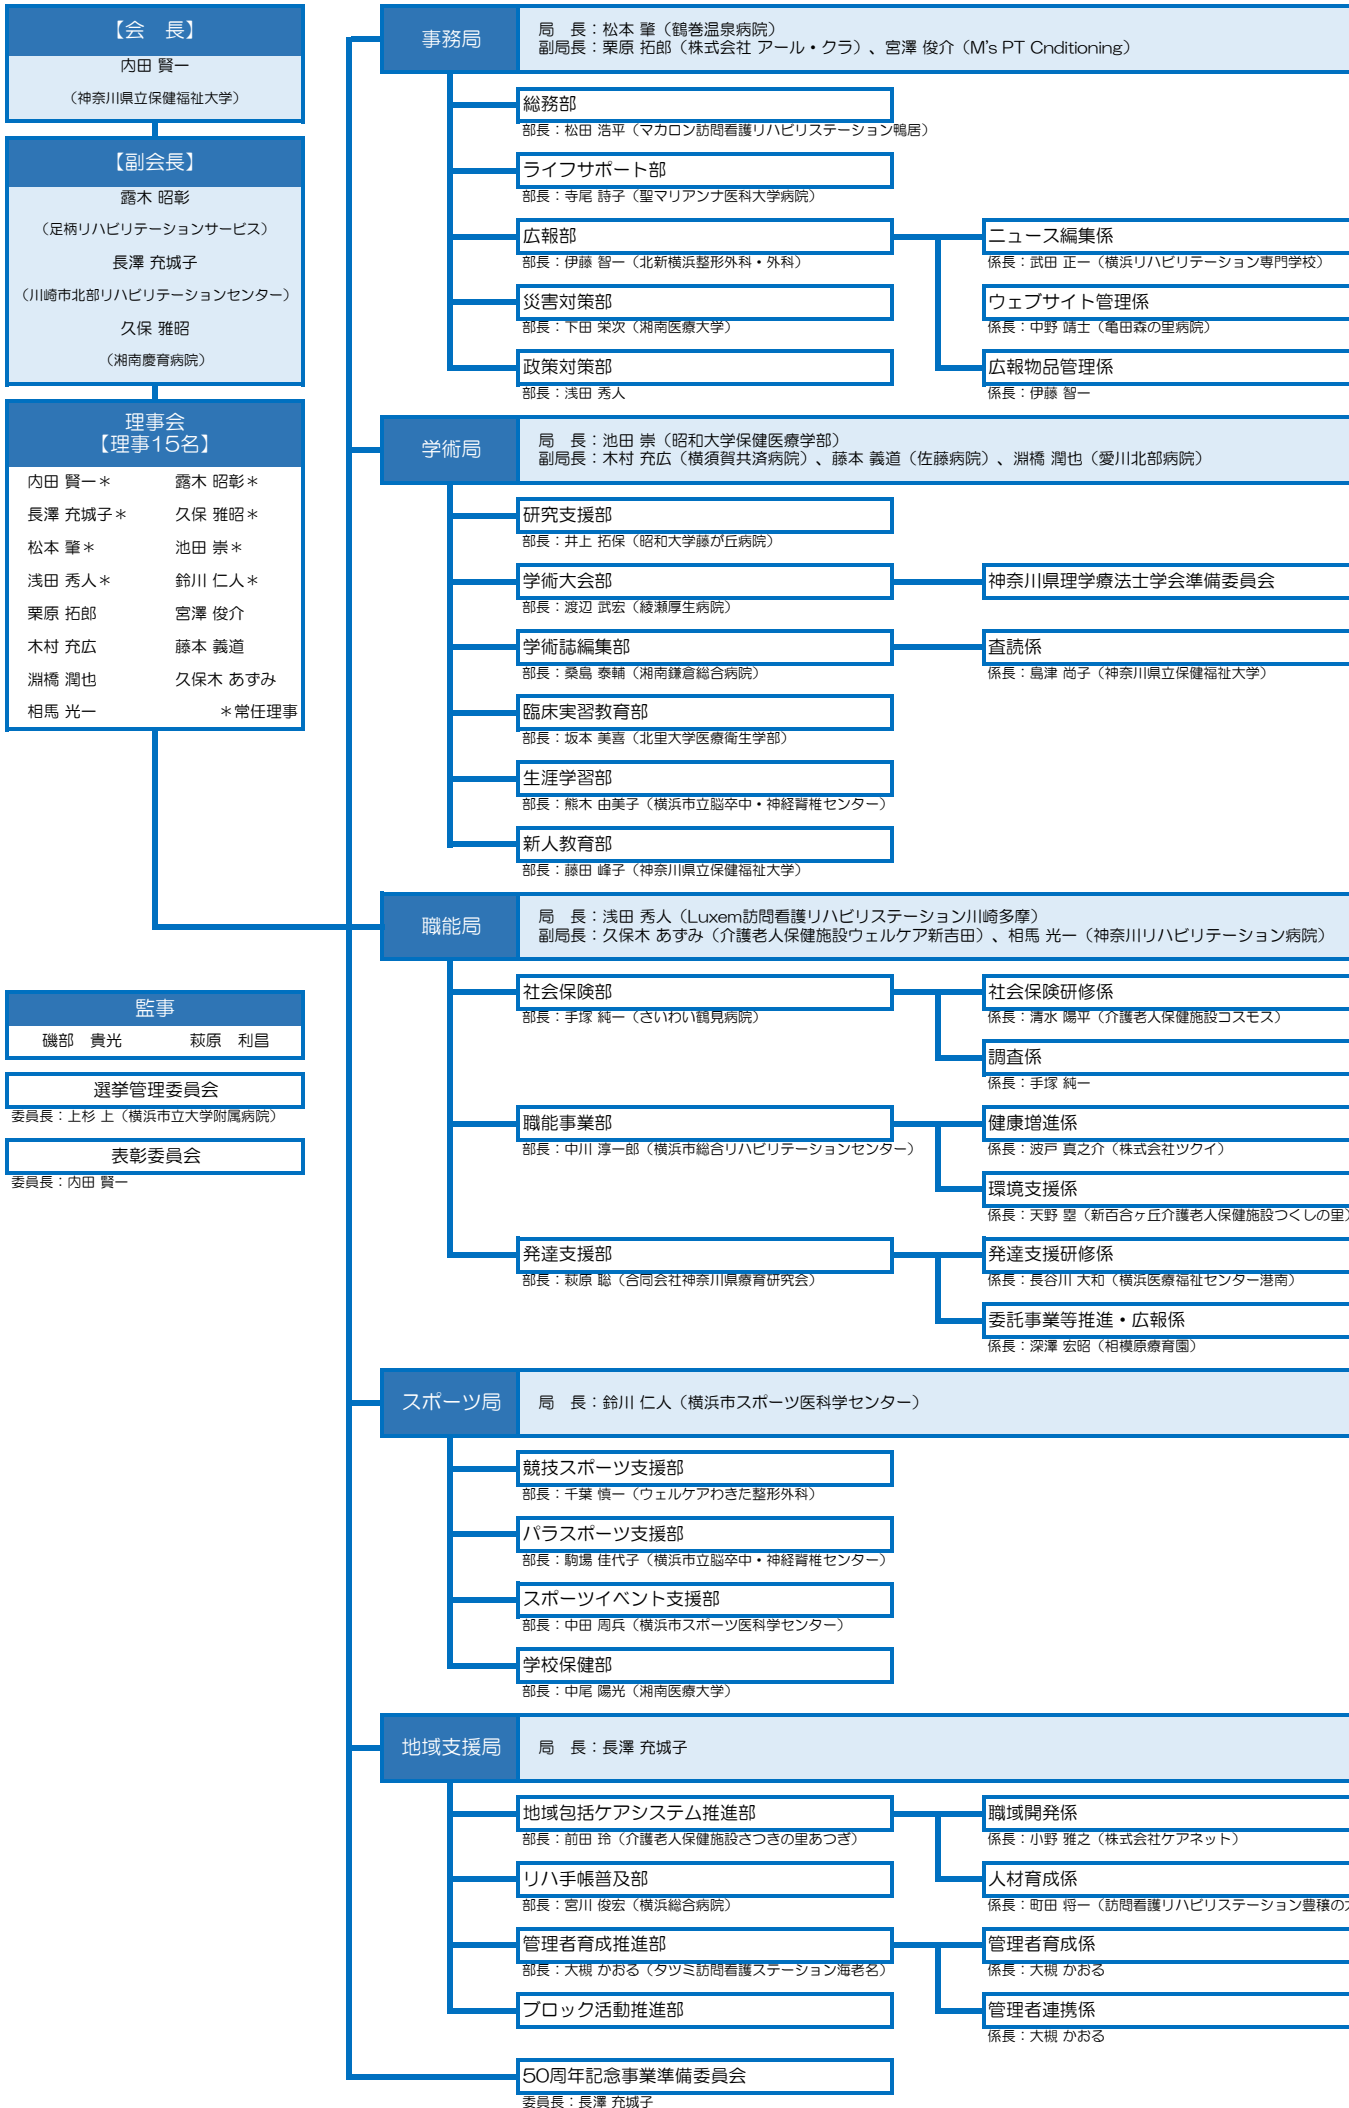 【会　長】
内田 賢一
（神奈川県立保健福祉大学）
【副会長】
露木 昭彰
（足柄リハビリテーションサービス）
長澤 充城子
（川崎市北部リハビリテーションセンター）
久保 雅昭
（湘南慶育病院）
理事会
【理事15名】
内田 賢一＊　露木 昭彰＊
長澤 充城子＊　久保 雅昭＊
松本 肇＊　池田 崇＊
浅田 秀人＊　鈴川 仁人＊
栗原 拓郎　宮澤 俊介
木村 充広　藤本 義道
淵橋 潤也　久保木 あずみ
相馬 光一　＊常任理事
監事
磯部　貴光　萩原　利昌
選挙管理委員会
委員長：上杉 上（横浜市立大学附属病院）
表彰委員会
委員長：内田 賢一
事務局
局　長：松本 肇（鶴巻温泉病院）
副局長：栗原 拓郎（株式会社 アール・クラ）、宮澤 俊介（M's PT Cnditioning）
総務部
部長：松田 浩平（マカロン訪問看護リハビリステーション鴨居）
ライフサポート部
部長：寺尾 詩子（聖マリアンナ医科大学病院）
広報部
部長：伊藤 智一（北新横浜整形外科・外科）
ニュース編集係
係長：武田 正一（横浜リハビリテーション専門学校）
災害対策部
部長：下田 栄次（湘南医療大学）
ウェブサイト管理係
係長：中野 靖士（亀田森の里病院）
政策対策部
部長：浅田 秀人
広報物品管理係
係長：伊藤 智一
学術局
局　長：池田 崇（昭和大学保健医療学部）
副局長：木村 充広（横須賀共済病院）、藤本 義道（佐藤病院）、淵橋 潤也（愛川北部病院）
研究支援部
部長：井上 拓保（昭和大学藤が丘病院）
学術大会部
部長：渡辺 武宏（綾瀬厚生病院）
神奈川県理学療法士学会準備委員会
学術誌編集部
部長：桑島 泰輔（湘南鎌倉総合病院）
査読係
係長：島津 尚子（神奈川県立保健福祉大学）
臨床実習教育部
部長：坂本 美喜（北里大学医療衛生学部）
生涯学習部
部長：熊木 由美子（横浜市立脳卒中・神経脊椎センター）
新人教育部
部長：藤田 峰子（神奈川県立保健福祉大学）
職能局
局　長：浅田 秀人（Luxem訪問看護リハビリステーション川崎多摩）
副局長：久保木 あずみ（介護老人保健施設ウェルケア新吉田）、相馬 光一（神奈川リハビリテーション病院）
社会保険部
部長：手塚 純一（さいわい鶴見病院）
社会保険研修係
係長：清水 陽平（介護老人保健施設コスモス）
調査係
係長：手塚 純一
職能事業部
部長：中川 淳一郎（横浜市総合リハビリテーションセンター）
健康増進係
係長：波戸 真之介（株式会社ツクイ）
環境支援係
係長：天野 塁（新百合ヶ丘介護老人保健施設つくしの里）
発達支援部
部長：萩原 聡（合同会社神奈川県療育研究会）
発達支援研修係
係長：長谷川 大和（横浜医療福祉センター港南）
委託事業等推進・広報係
係長：深澤 宏昭（相模原療育園）
スポーツ局
局　長：鈴川 仁人（横浜市スポーツ医科学センター）
競技スポーツ支援部
部長：千葉 慎一（ウェルケアわきた整形外科）
パラスポーツ支援部
部長：駒場 佳代子（横浜市立脳卒中・神経脊椎センター）
スポーツイベント支援部
部長：中田 周兵（横浜市スポーツ医科学センター）
学校保健部
部長：中尾 陽光（湘南医療大学）
地域支援局
局　長：長澤 充城子
地域包括ケアシステム推進部
部長：前田 玲（介護老人保健施設さつきの里あつぎ）
職域開発係
係長：小野 雅之（株式会社ケアネット）
リハ手帳普及部
部長：宮川 俊宏（横浜総合病院）
人材育成係
係長：町田 将一（訪問看護リハビリステーション豊穣の
管理者育成推進部
部長：大槻 かおる（タツミ訪問看護ステーション海老名）
管理者育成係
係長：大槻 かおる
ブロック活動推進部
管理者連携係
係長：大槻 かおる
50周年記念事業準備委員会
委員長：長澤 充城子